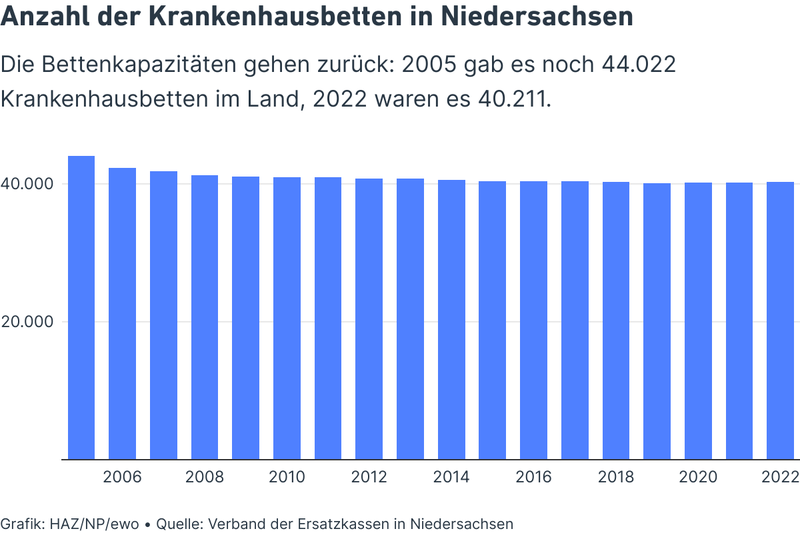 Anzahl der Krankenhausbetten in Niedersachsen
Die Bettenkapazitäten gehen zurück: 2005 gab es noch 44.022
Krankenhausbetten im Land, 2022 waren es 40.211.
40.000
20.000
2006 2008 2010 2012 2014 2016 2018 2020 2022
Grafik: HAZ/NP/ewo • Quelle: Verband der Ersatzkassen in Niedersachsen